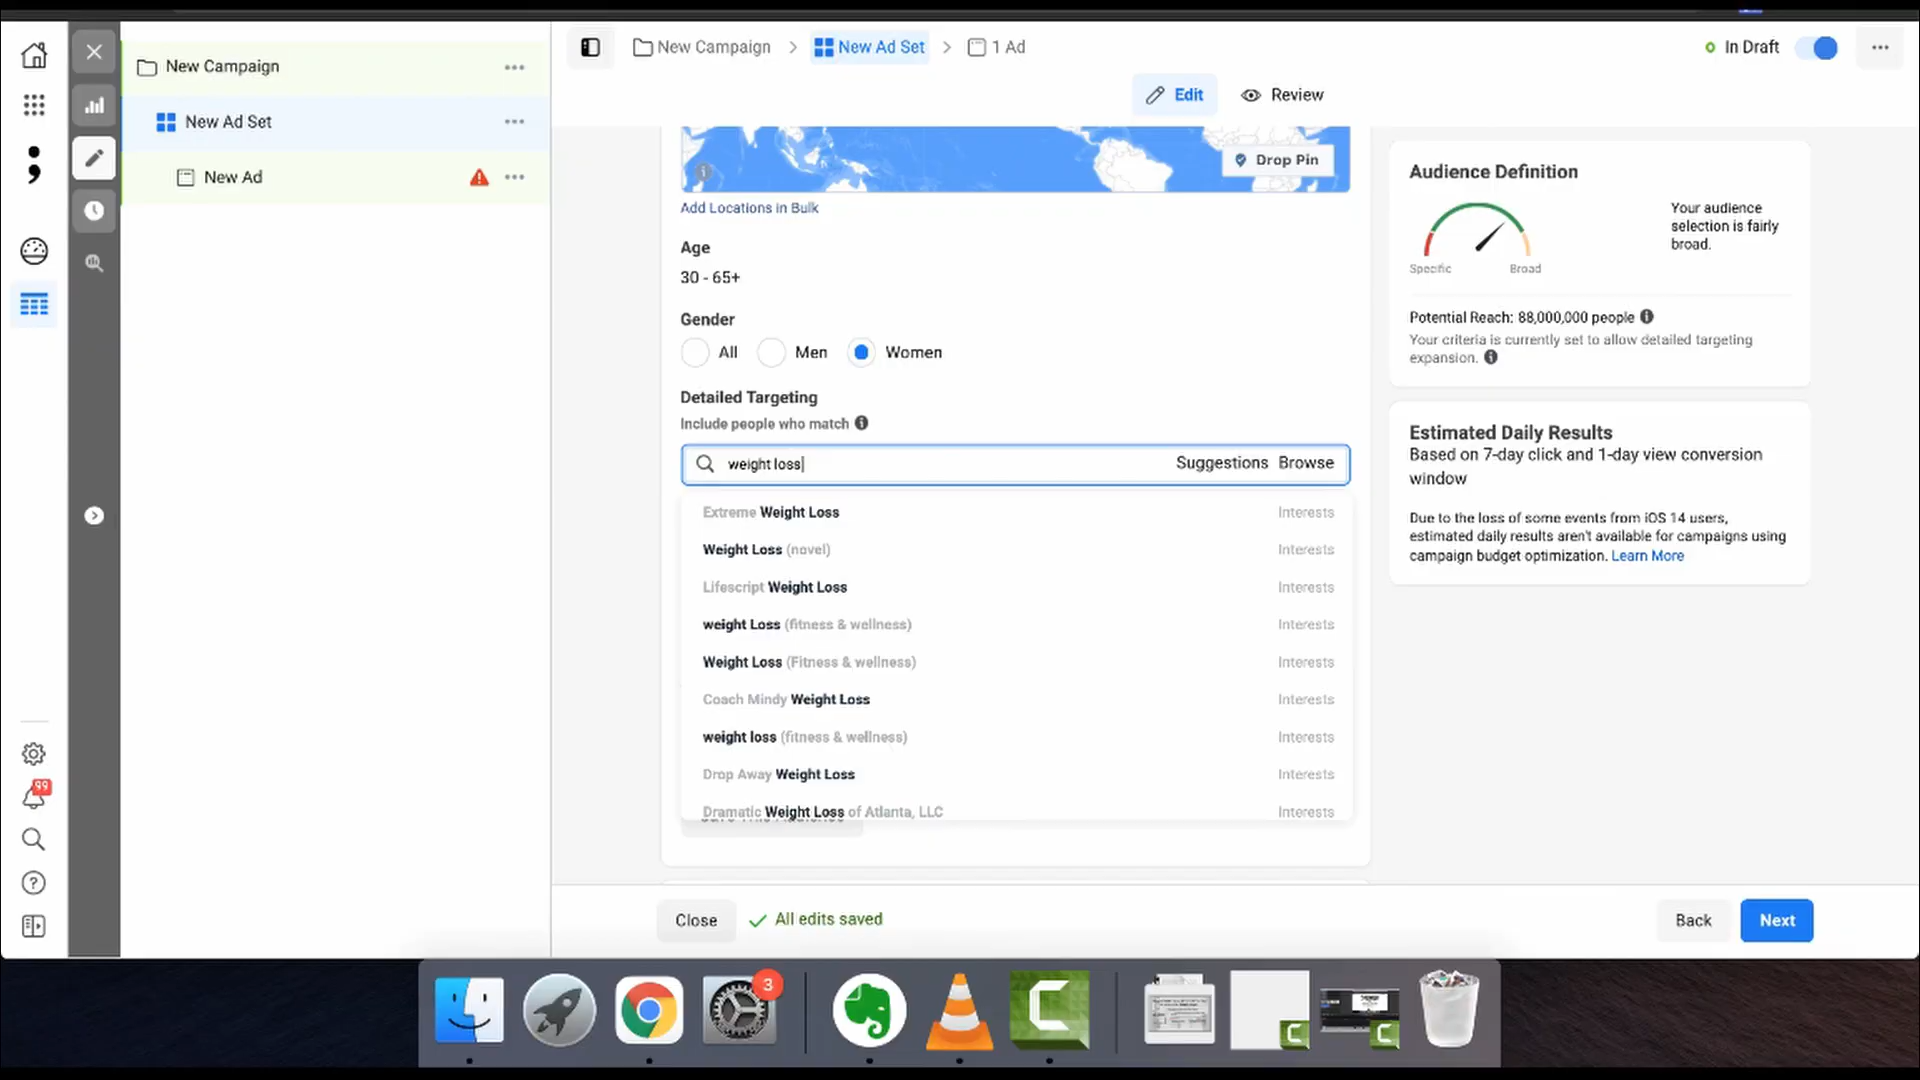 New Campaign
New Ad Set
New Ad
New Campaign
New Ad Set
1 Ad
In Draft
Edit
Review
Drop Pin
Add Locations in Bulk
Age
30 - 65+
Gender
All
Men
Women
Detailed Targeting
Include people who match
weight loss
Suggestions
Browse
Extreme Weight Loss
Interests
Weight Loss (novel)
Interests
Lifescript Weight Loss
Interests
weight Loss (fitness & wellness)
Interests
Weight Loss (Fitness & wellness)
Interests
Coach Mindy Weight Loss
Interests
weight loss (fitness & wellness)
Interests
Drop Away Weight Loss
Interests
Dramatic Weight Loss of Atlanta, LLC
Interests
Audience Definition
Specific
Broad
Your audience
selection is fairly
broad.
Potential Reach: 88,000,000 people
Your criteria is currently set to allow detailed targeting
expansion.
Estimated Daily Results
Based on 7-day click and 1-day view conversion
window
Due to the loss of some events from iOS 14 users,
estimated daily results aren't available for campaigns using
campaign budget optimization. Learn More
Close
All edits saved
Back
Next
99
3